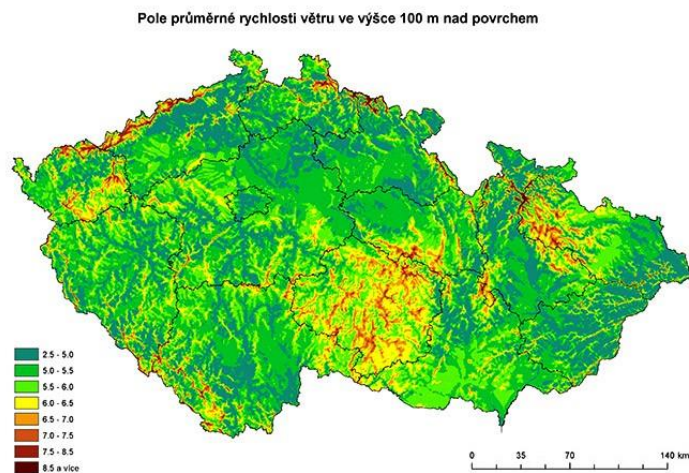 Pole průměrné rychlosti větru ve výšce 100 m nad povrchem
2.5 - 5.0
5.0 - 5.5
5.5 - 6.0
6.0 - 6.5
6.5 - 7.0
7.0 - 7.5
7.5 - 8.5
8.5 a více
0 35 70 140 km